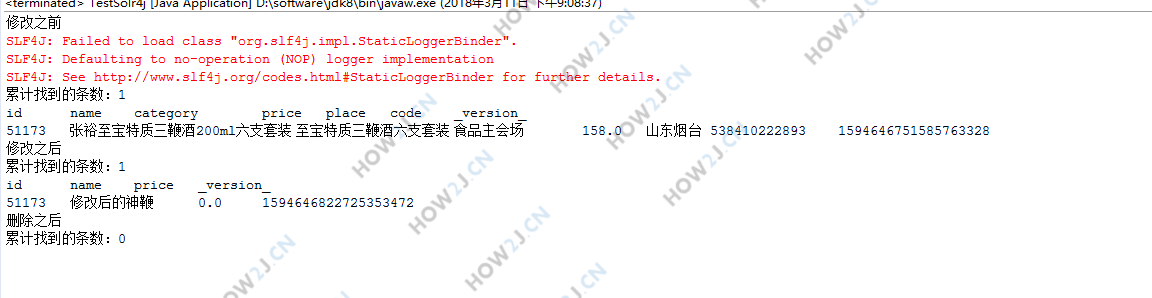 <terminated> TestSolr4j [Java Application] D:\software\jdk8\bin\javaw.exe (2018年3月11日 下午9:08:37)
修改之前
SLF4J: Failed to load class "org.slf4j.impl.StaticLoggerBinder".
SLF4J: Defaulting to no-operation (NOP) logger implementation
SLF4J: See http://www.slf4j.org/codes.html#StaticLoggerBinder for further details.
累计找到的条数：1
id name category price place code _version_
51173 张裕至宝特质三鞭酒200ml六支套装 至宝特质三鞭酒六支套装 食品主会场 158.0 山东烟台 538410222893 1594646751585763328
修改之后
累计找到的条数：1
id name price _version_
51173 修改后的神鞭 0.0 1594646822725353472
删除之后
累计找到的条数：0
HOW2J.CN
HOW2J.CN
HOW2J.CN
HOW2J.CN
HOW2J.CN
HOW2J.CN
HOW2J.CN